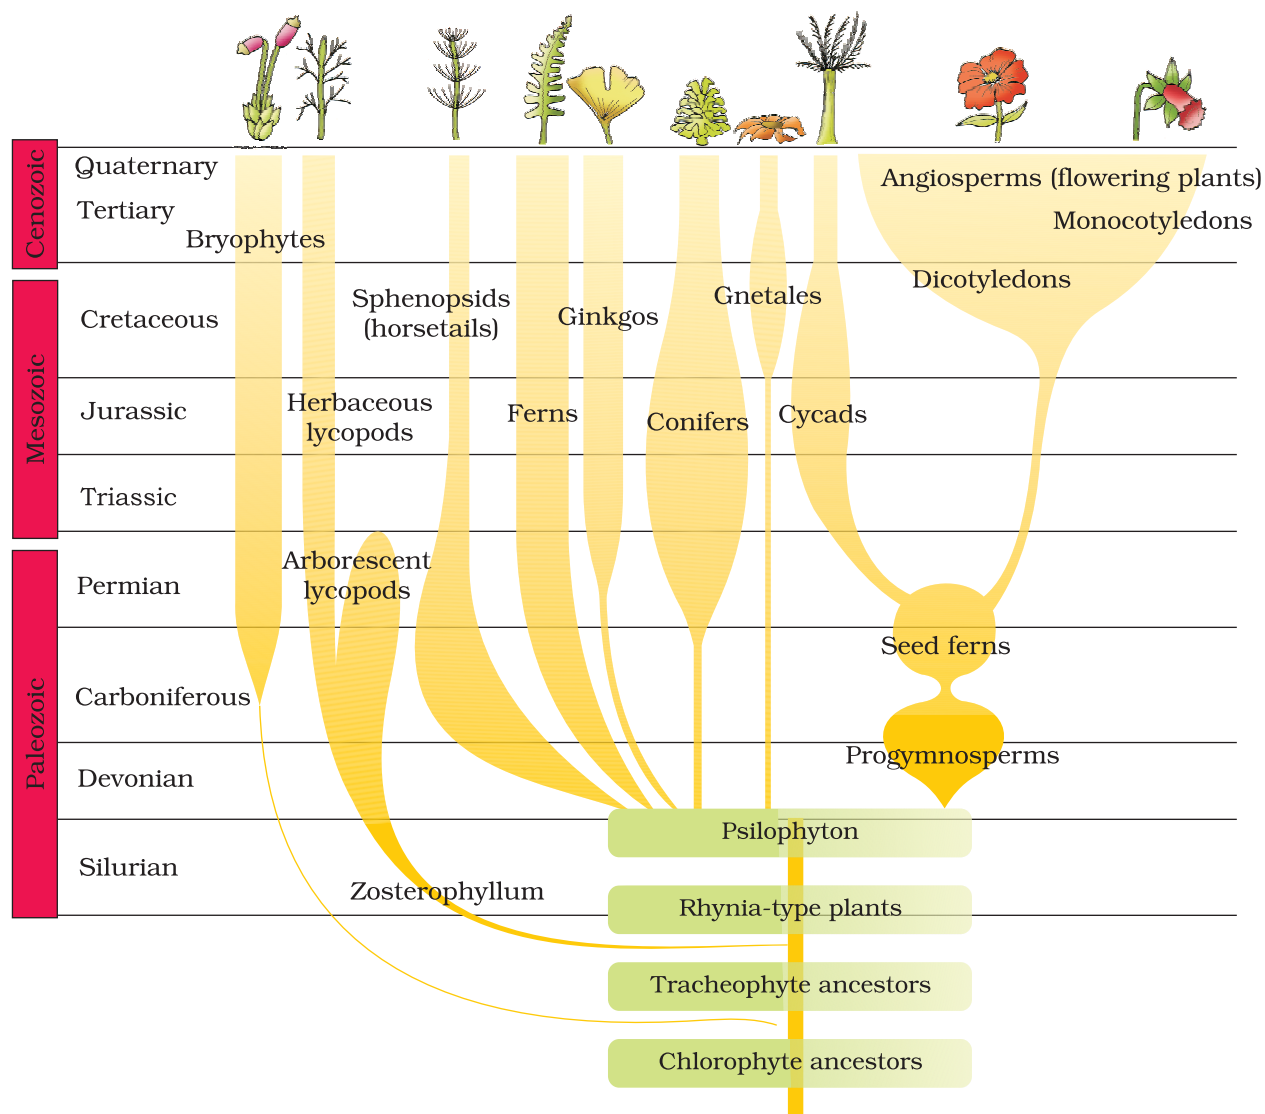 Cenozoic
Quaternary
Tertiary
Bryophytes
Angiosperms (flowering plants)
Monocotyledons
Dicotyledons
Mesozoic
Cretaceous
Sphenopsids
(horsetails)
Ginkgos
Gnetales
Jurassic
Herbaceous
lycopods
Ferns
Conifers
Cycads
Triassic
Paleozoic
Permian
Arborescent
lycopods
Seed ferns
Carboniferous
Progymnosperms
Devonian
Psilophyton
Silurian
Zosterophyllum
Rhynia-type plants
Tracheophyte ancestors
Chlorophyte ancestors